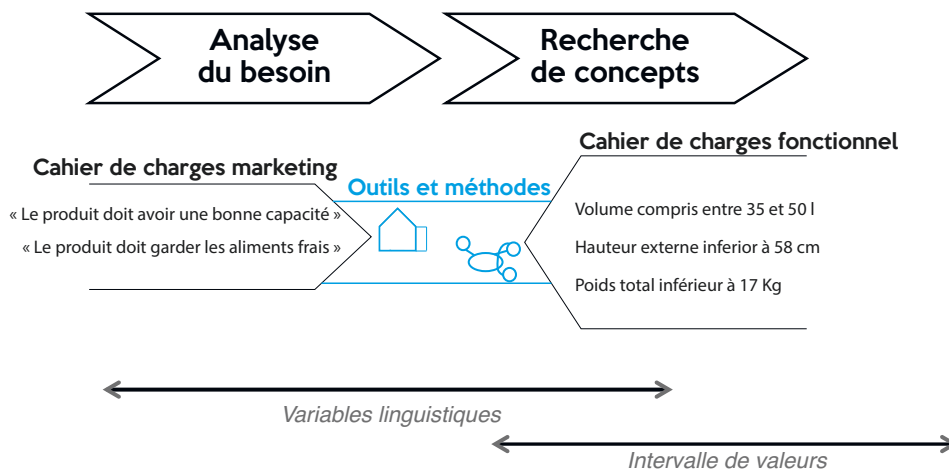 Analyse
du besoin
Recherche
de concepts
Cahier de charges marketing
« Le produit doit avoir une bonne capacité »
« Le produit doit garder les aliments frais »
Outils et méthodes
Cahier de charges fonctionnel
Volume compris entre 35 et 50 l
Hauteur externe inferior à 58 cm
Poids total inférieur à 17 Kg
Variables linguistiques
Intervalle de valeurs